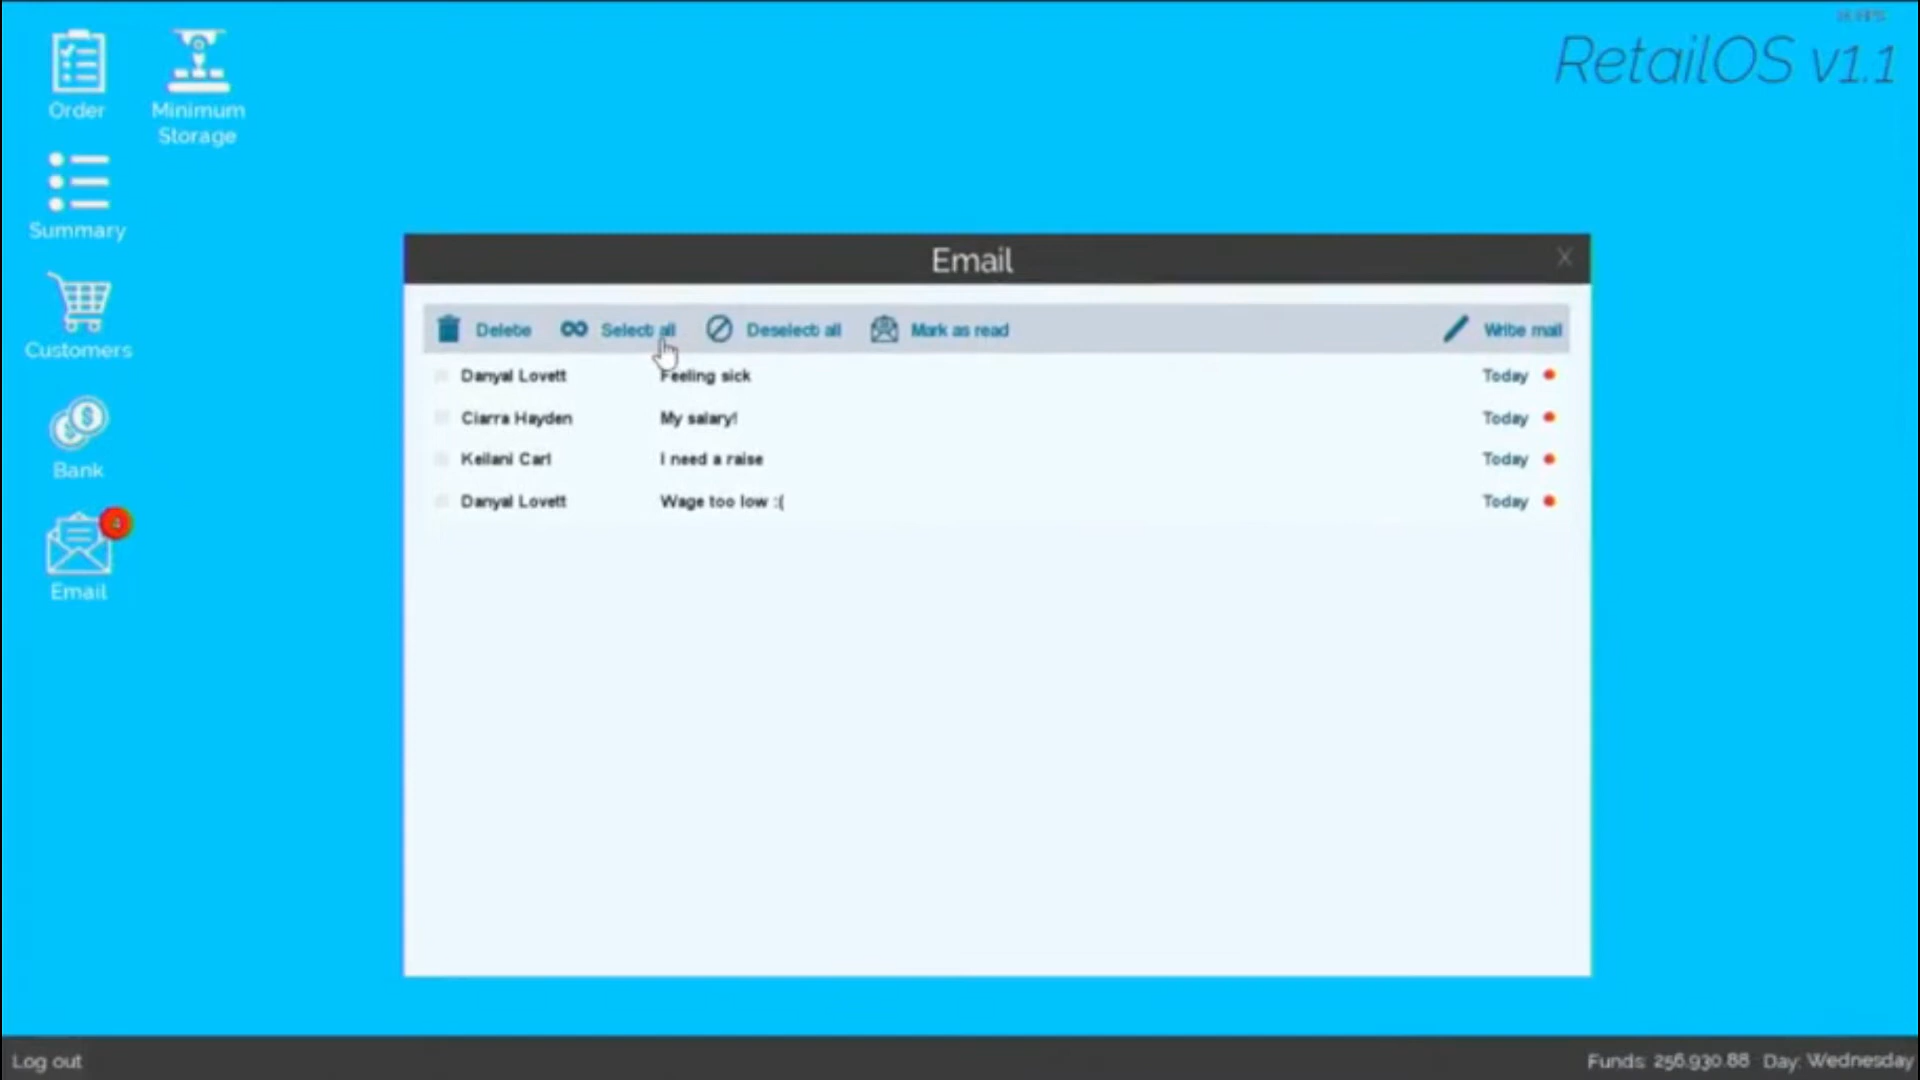 RetailOS v1.1
Order
Minimum
Storage
Summary
Customers
Bank
Email
Email X
Delete Select all Deselect all Mark as read Write mail
Danyal Lovett Feeling sick Today
Ciarra Hayden My salary! Today
Keilani Carl I need a raise Today
Danyal Lovett Wage too low :( Today
Log out
Funds: 256.930.88 Day: Wednesday